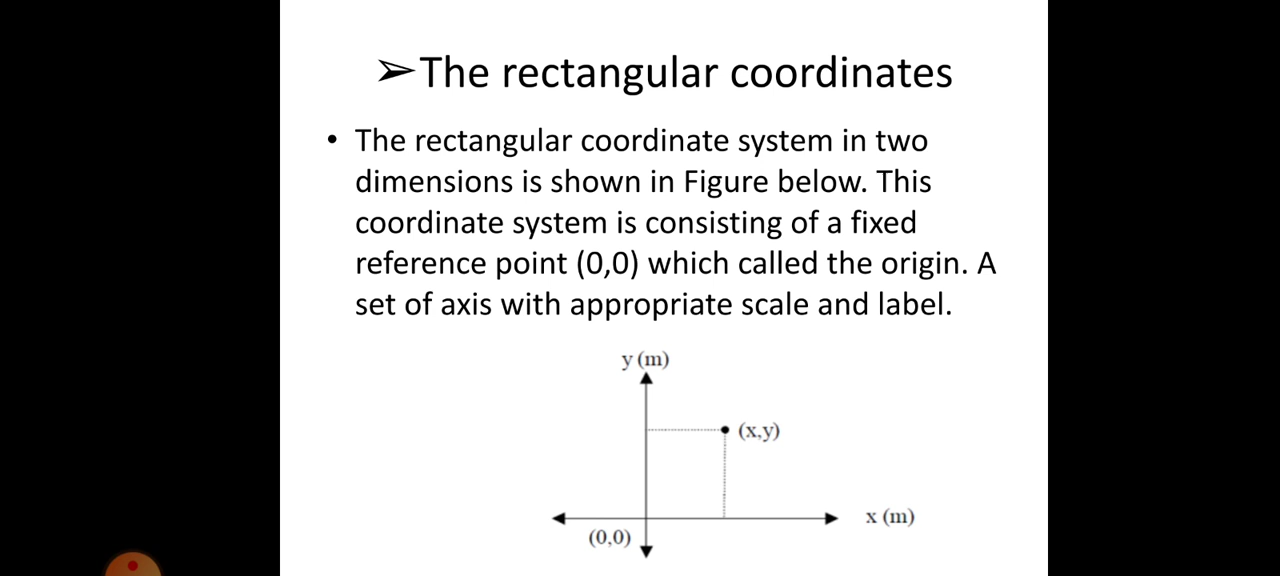 ➢The rectangular coordinates
• The rectangular coordinate system in two
dimensions is shown in Figure below. This
coordinate system is consisting of a fixed
reference point (0,0) which called the origin. A
set of axis with appropriate scale and label.
y (m)
(x,y)
x (m)
(0,0)